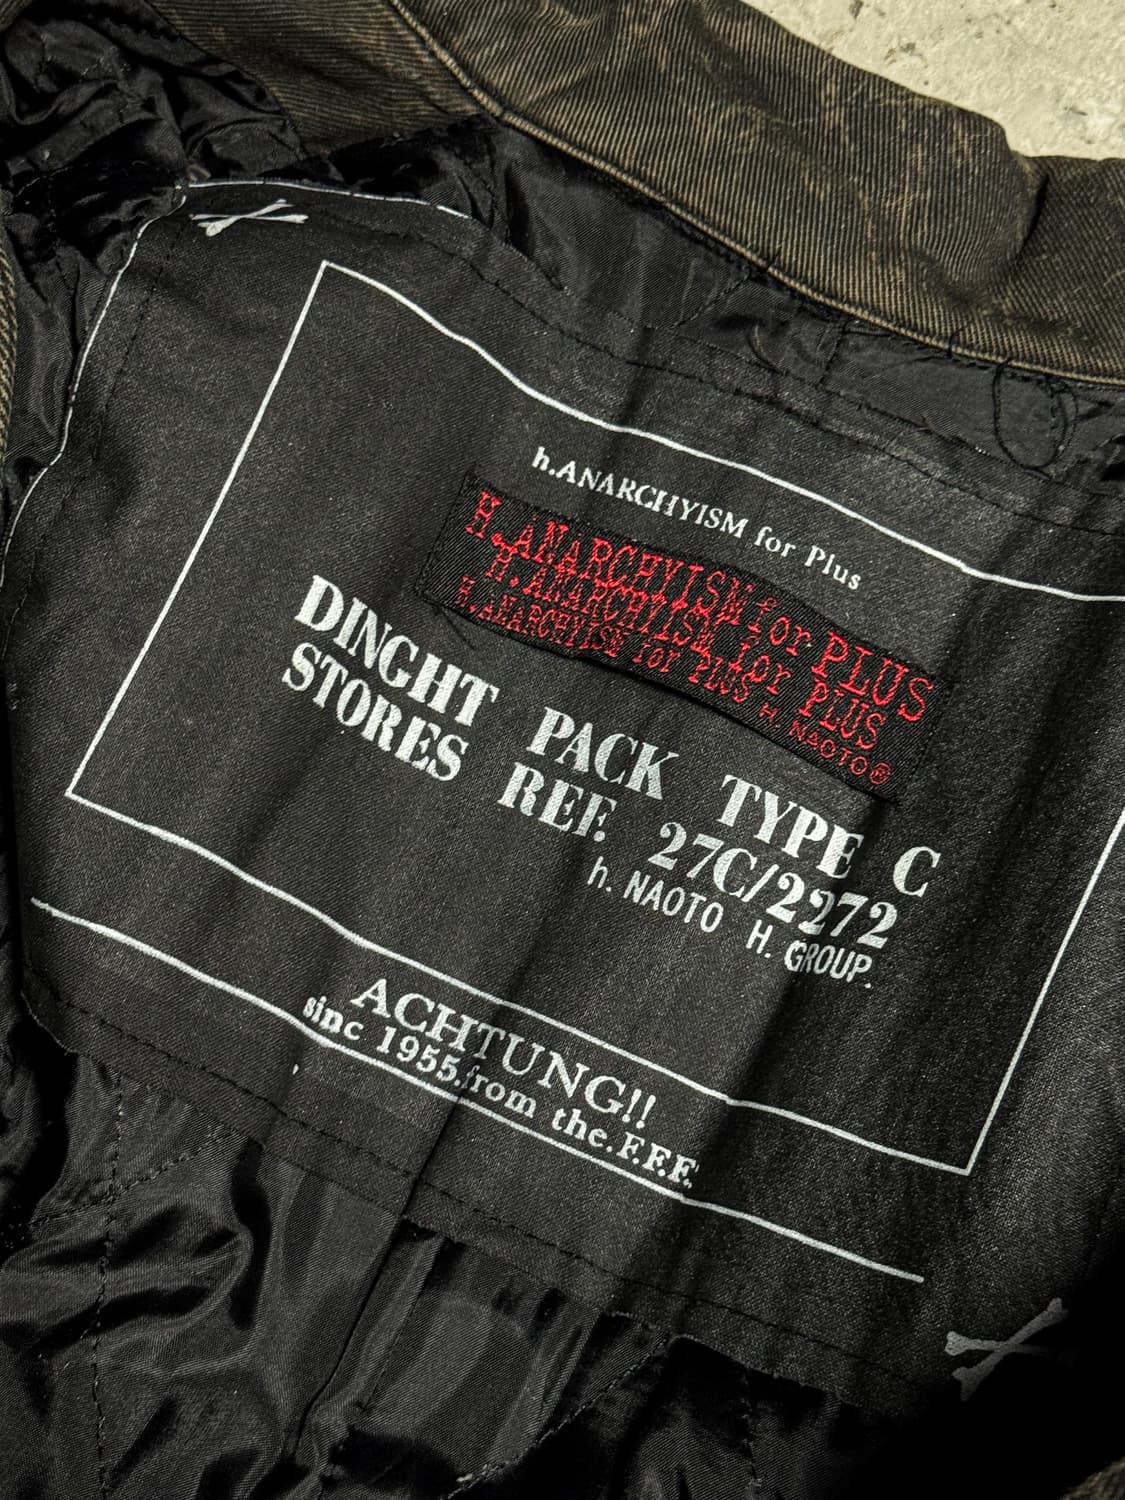 h.ANARCHYISM for Plus
H.ANARCHYISM for PLUS
H.ANARCHYISM for PLUS
H.ANARCHYISM for PLUS
H.NAOTO®
DINGHT PACK TYPE C
STORES REF. 27C/2272
h. NAOTO H. GROUP.
ACHTUNG!!
sinc 1955.from the.F.F.F.